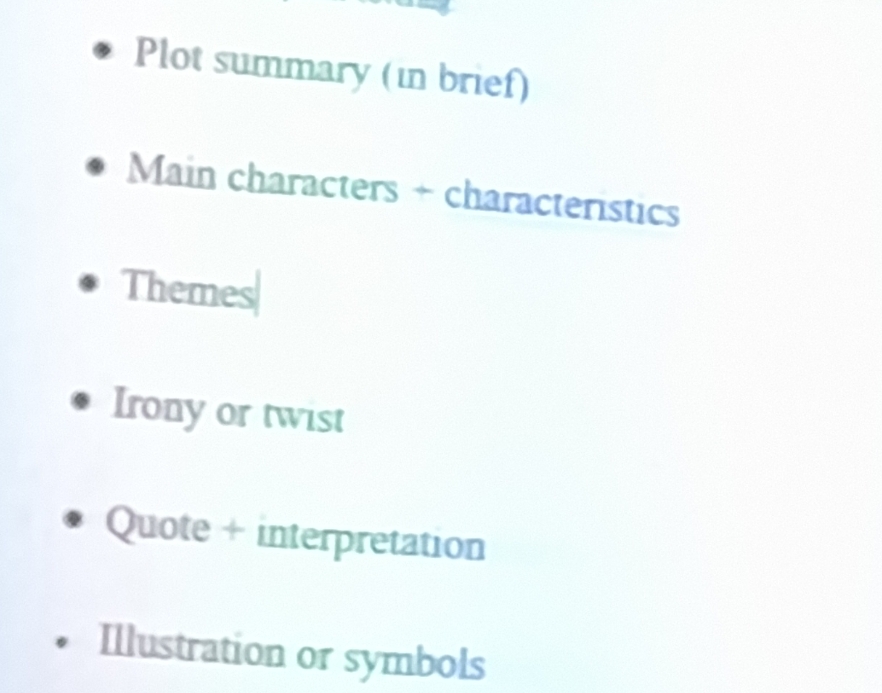 • Plot summary (in brief)
• Main characters + characteristics
• Themes
• Irony or twist
• Quote + interpretation
• Illustration or symbols